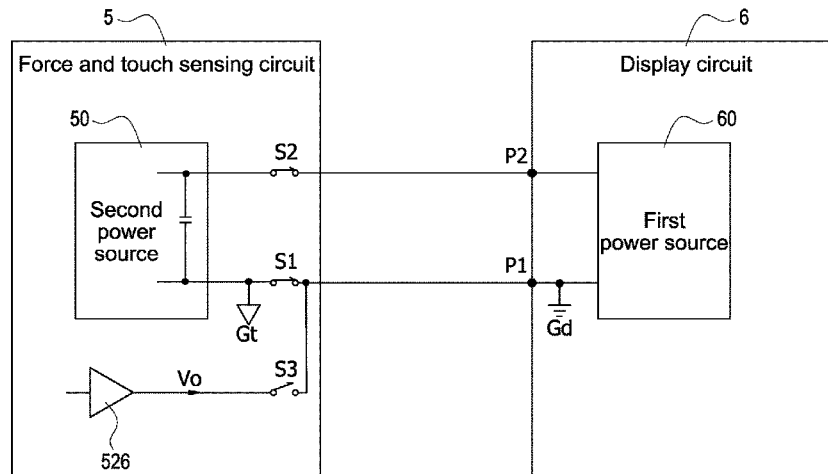 5
6
Force and touch sensing circuit
Display circuit
50
60
S2
P2
Second
power
source
First
power source
S1
P1
Gt
Gd
S3
Vo
526